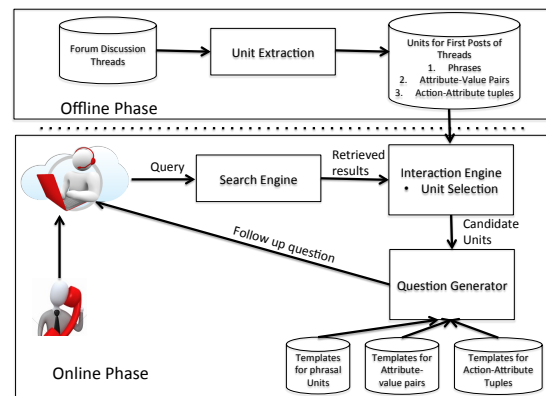 Forum Discussion
Threads
Unit Extraction
Units for First Posts of
Threads
1. Phrases
2. Attribute-Value Pairs
3. Action-Attribute tuples
Offline Phase
Query
Search Engine
Retrieved
results
Interaction Engine
• Unit Selection
Candidate
Units
Follow up question
Question Generator
Templates
for phrasal
Units
Templates for
Attribute-
value pairs
Templates for
Action-Attribute
Tuples
Online Phase